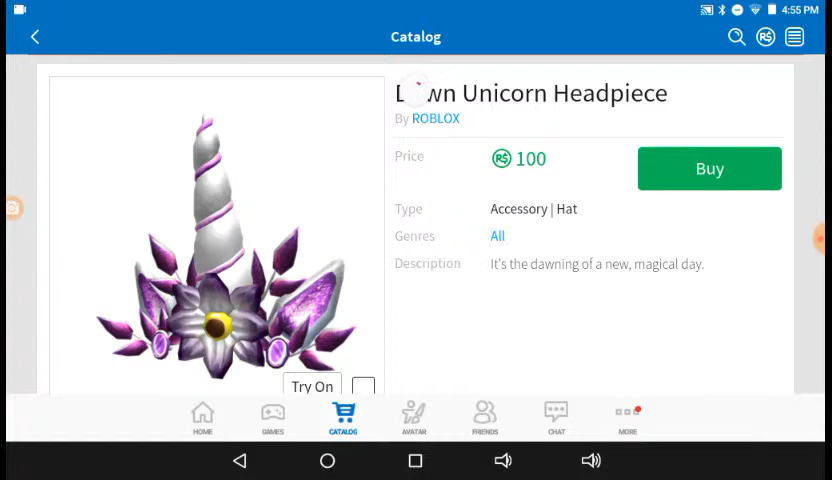 4:55 PM
Catalog
Unicorn Headpiece
By ROBLOX
Price R$ 100 Buy
Type Accessory | Hat
Genres All
Description It's the dawning of a new, magical day.
Try On
HOME GAMES CATALOG AVATAR FRIENDS CHAT MORE